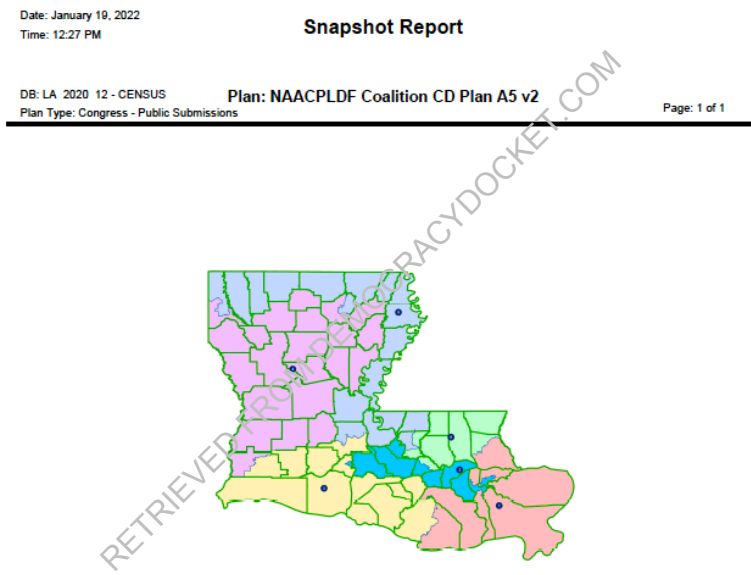 Date: January 19, 2022
Time: 12:27 PM
Snapshot Report
DB: LA 2020 12 - CENSUS
Plan: NAACPLDF Coalition CD Plan A5 v2
Plan Type: Congress - Public Submissions
Page: 1 of 1
RETRIEVED FROM DEMOCRACYDOCKET.COM